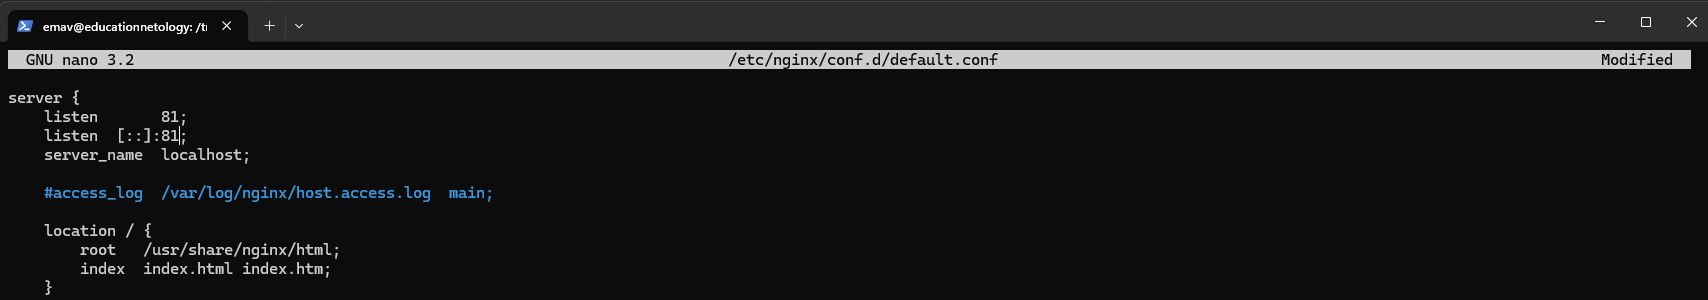 emav@educationnetology: /t
GNU nano 3.2 /etc/nginx/conf.d/default.conf Modified
server {
    listen       81;
    listen  [::]:81;
    server_name  localhost;
    #access_log  /var/log/nginx/host.access.log  main;
    location / {
        root   /usr/share/nginx/html;
        index  index.html index.htm;
    }